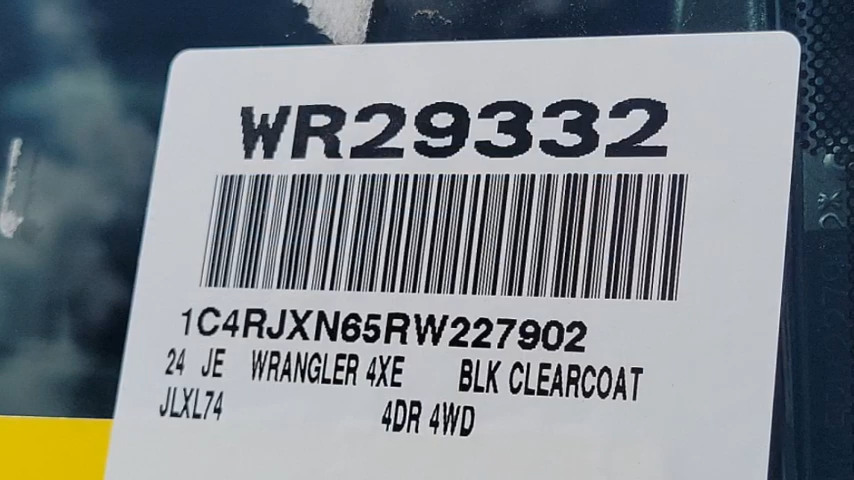 WR29332
1C4RJXN65RW227902
24 JE WRANGLER 4XE BLK CLEARCOAT
JLXL74 4DR 4WD